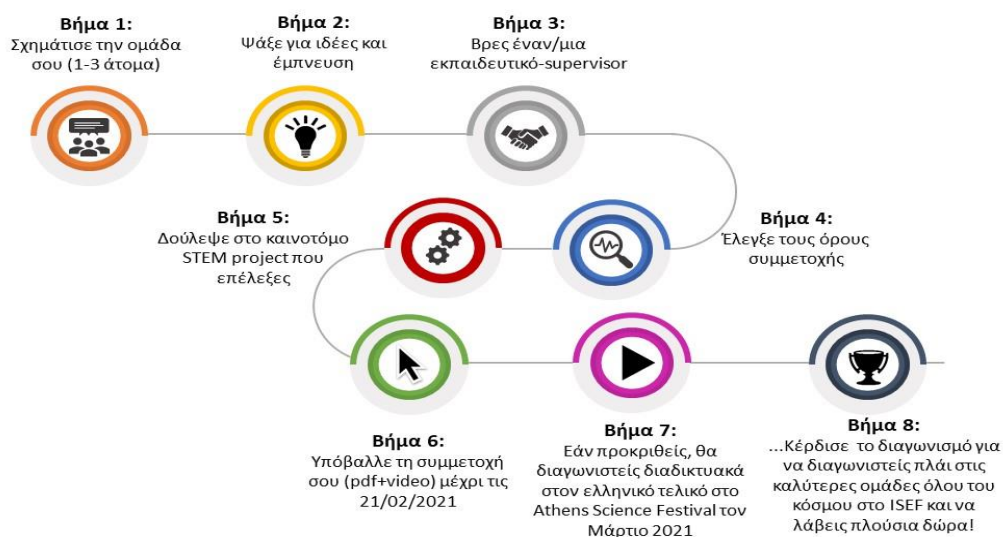 Βήμα 1:
Σχημάτισε την ομάδα
σου (1-3 άτομα)
Βήμα 2:
Ψάξε για ιδέες και
έμπνευση
Βήμα 3:
Βρες έναν/μια
εκπαιδευτικό-supervisor
Βήμα 4:
Έλεγξε τους όρους
συμμετοχής
Βήμα 5:
Δούλεψε στο καινοτόμο
STEM project που
επέλεξες
Βήμα 6:
Υπόβαλλε τη συμμετοχή
σου (pdf+video) μέχρι τις
21/02/2021
Βήμα 7:
Εάν προκριθείς, θα
διαγωνιστείς διαδικτυακά
στον ελληνικό τελικό στο
Athens Science Festival τον
Μάρτιο 2021
Βήμα 8:
...Κέρδισε το διαγωνισμό για
να διαγωνιστείς πλάι στις
καλύτερες ομάδες όλου του
κόσμου στο ISEF και να
λάβεις πλούσια δώρα!